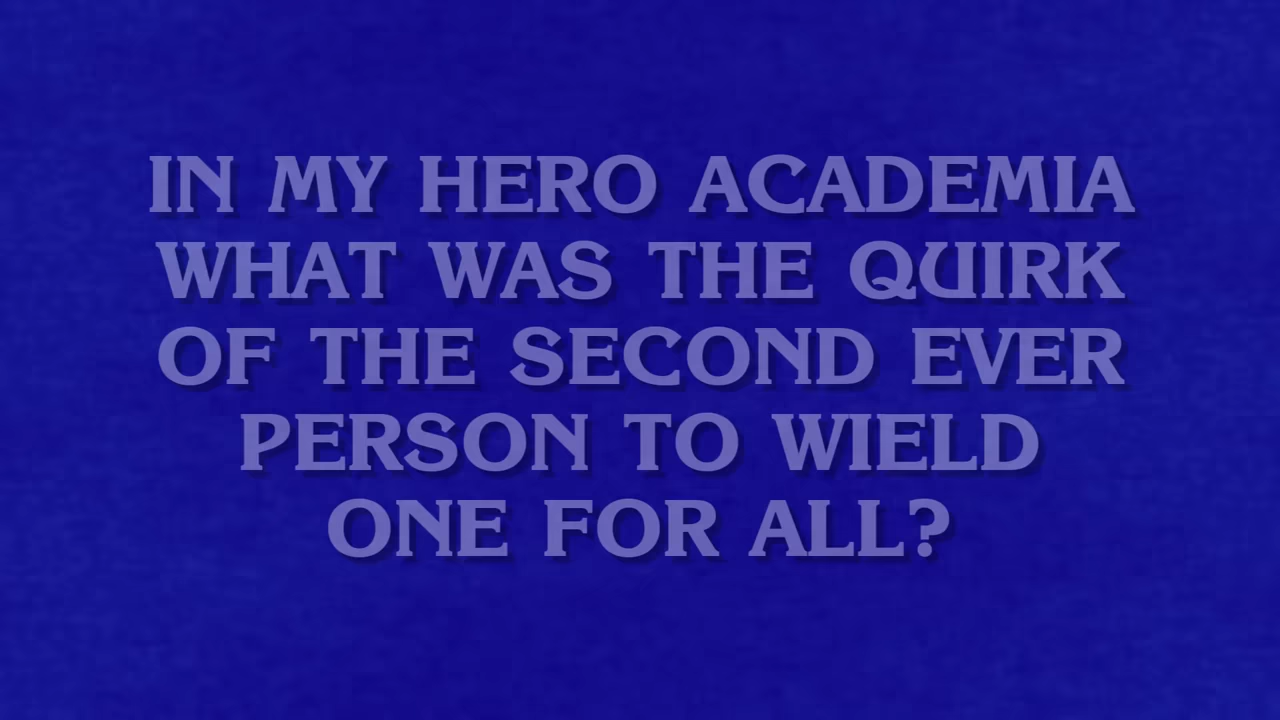 IN MY HERO ACADEMIA
WHAT WAS THE QUIRK
OF THE SECOND EVER
PERSON TO WIELD
ONE FOR ALL?